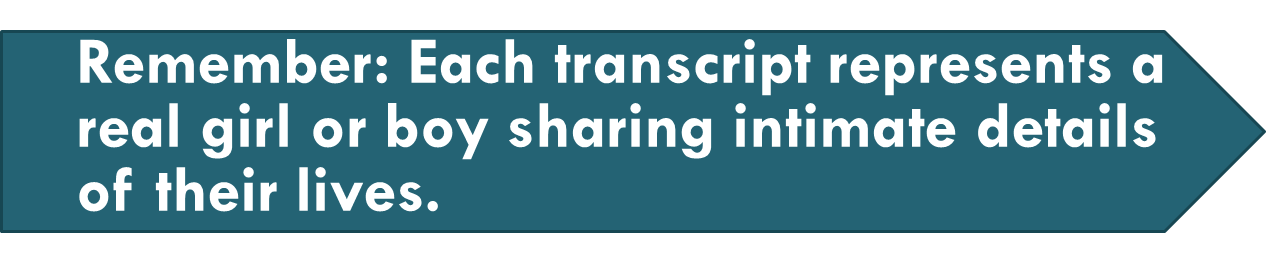 Remember: Each transcript represents a
real girl or boy sharing intimate details
of their lives.